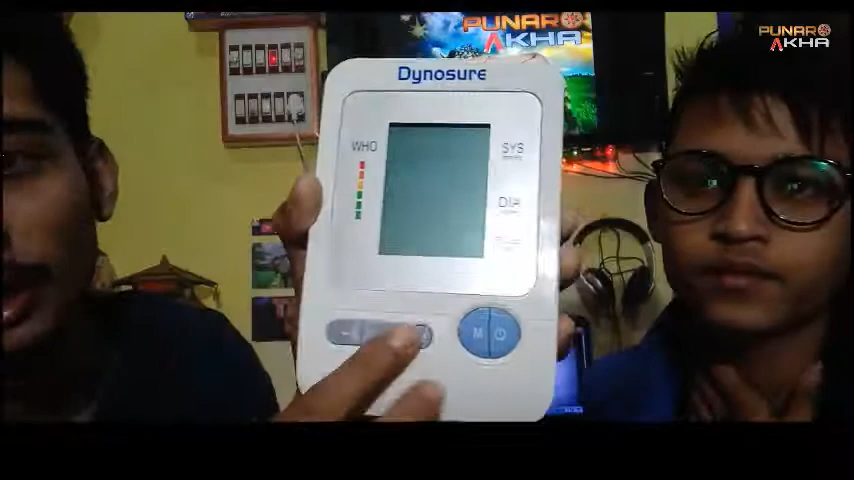 PUNARO
AKHA
PUNARO
AKHA
Dynosure
WHO
SYS
DIA
M